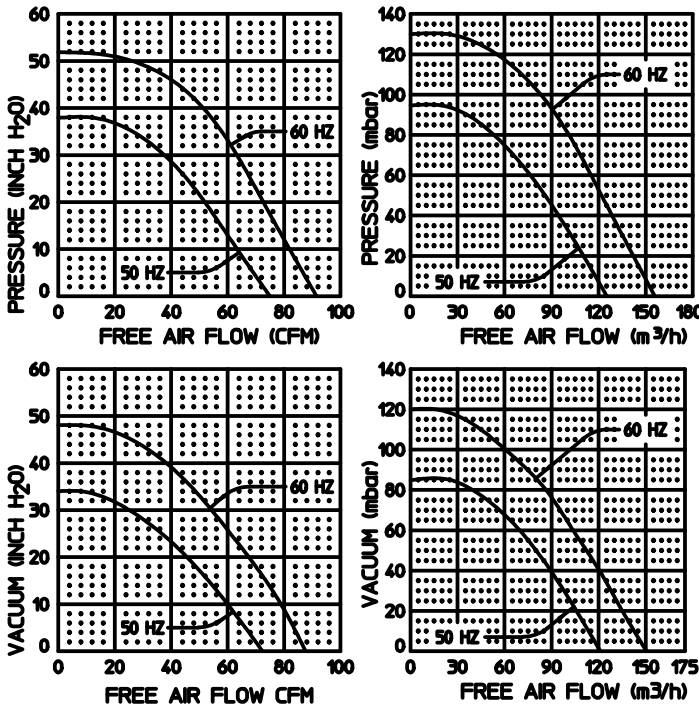 60
50
40
30
20
10
0
PRESSURE (INCH H2O)
60 HZ
50 HZ
0 20 40 60 80 100
FREE AIR FLOW (CFM)
140
120
100
80
60
40
20
0
PRESSURE (mbar)
60 HZ
50 HZ
0 30 60 90 120 150 180
FREE AIR FLOW (m³/h)
60
50
40
30
20
10
0
VACUUM (INCH H2O)
60 HZ
50 HZ
0 20 40 60 80 100
FREE AIR FLOW CFM
140
120
100
80
60
40
20
0
VACUUM (mbar)
60 HZ
50 HZ
0 30 60 90 120 150 175
FREE AIR FLOW (m3/h)